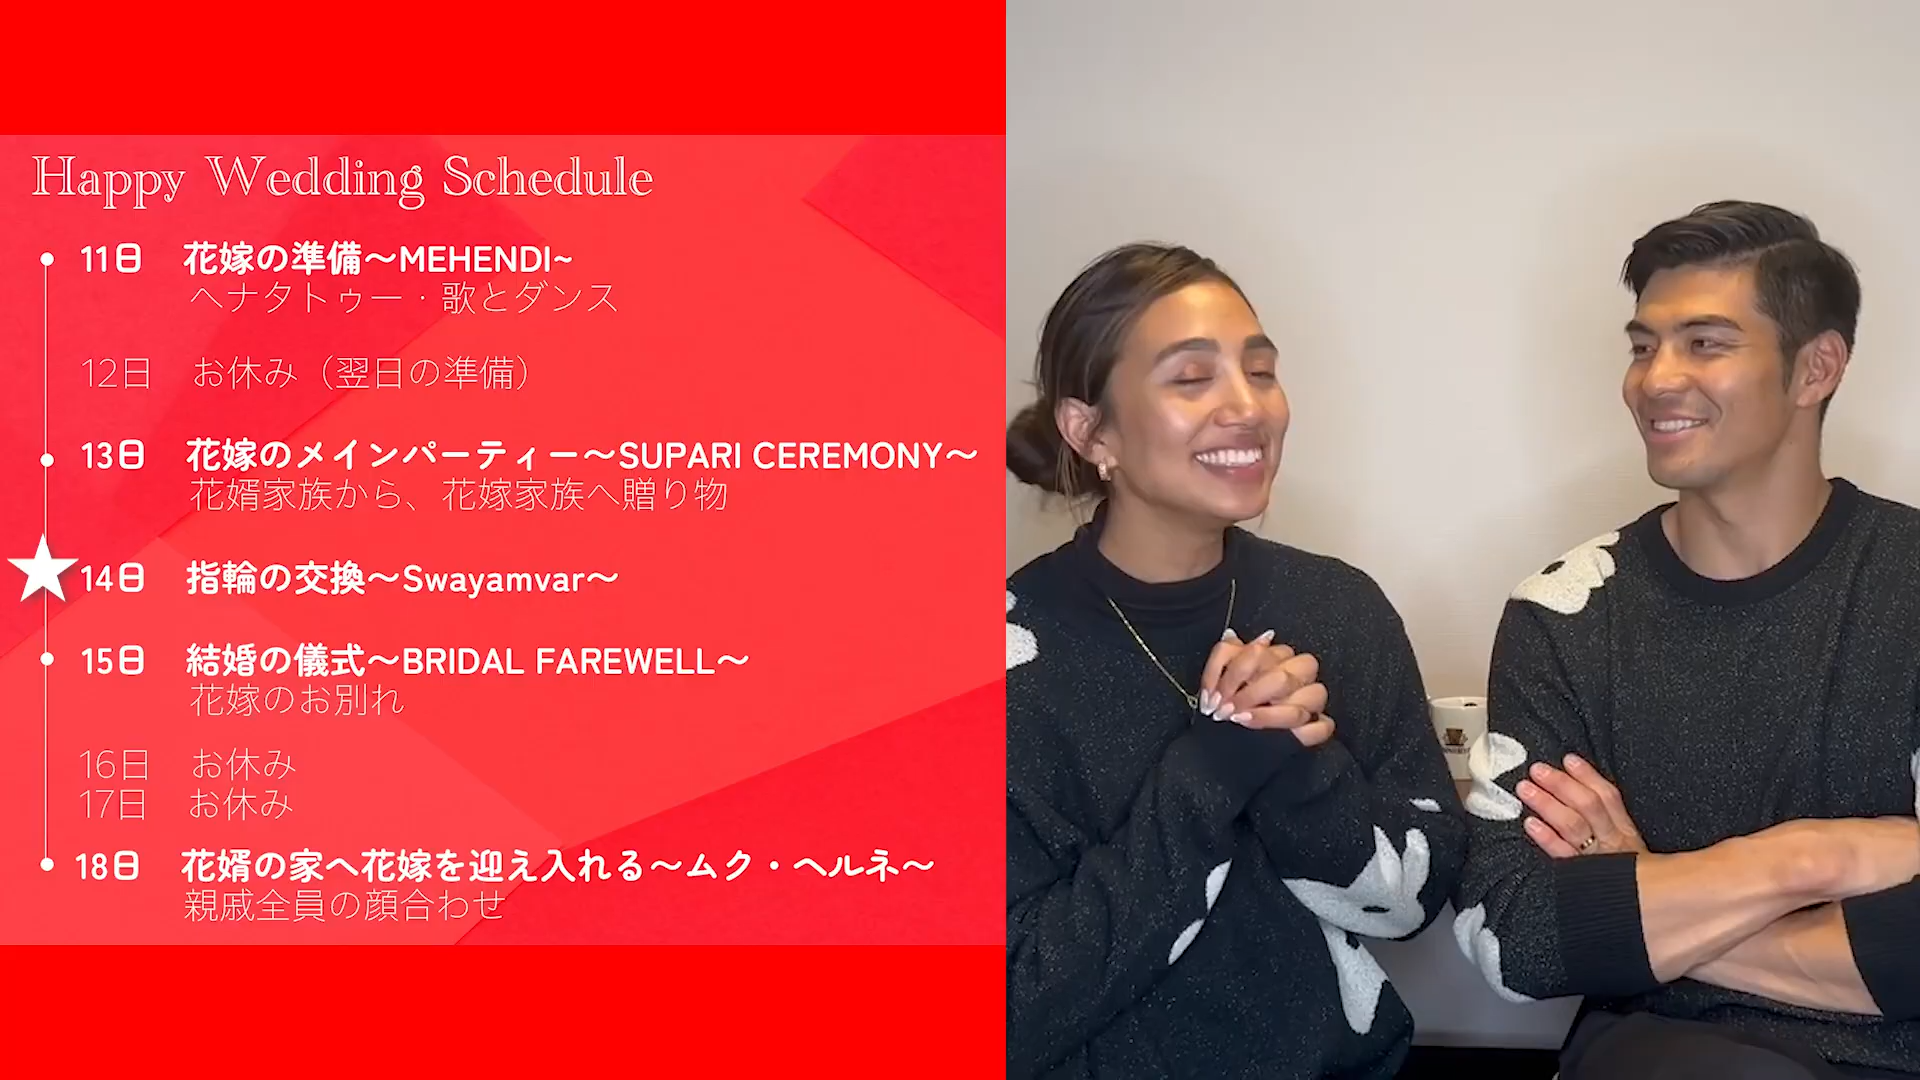 Happy Wedding Schedule
11日 花嫁の準備～MEHENDI~
ヘナタトゥー・歌とダンス
12日 お休み（翌日の準備）
13日 花嫁のメインパーティー～SUPARI CEREMONY～
花婿家族から、花嫁家族へ贈り物
14日 指輪の交換～Swayamvar～
15日 結婚の儀式～BRIDAL FAREWELL～
花嫁のお別れ
16日 お休み
17日 お休み
18日 花婿の家へ花嫁を迎え入れる～ムク・ヘルネ～
親戚全員の顔合わせ